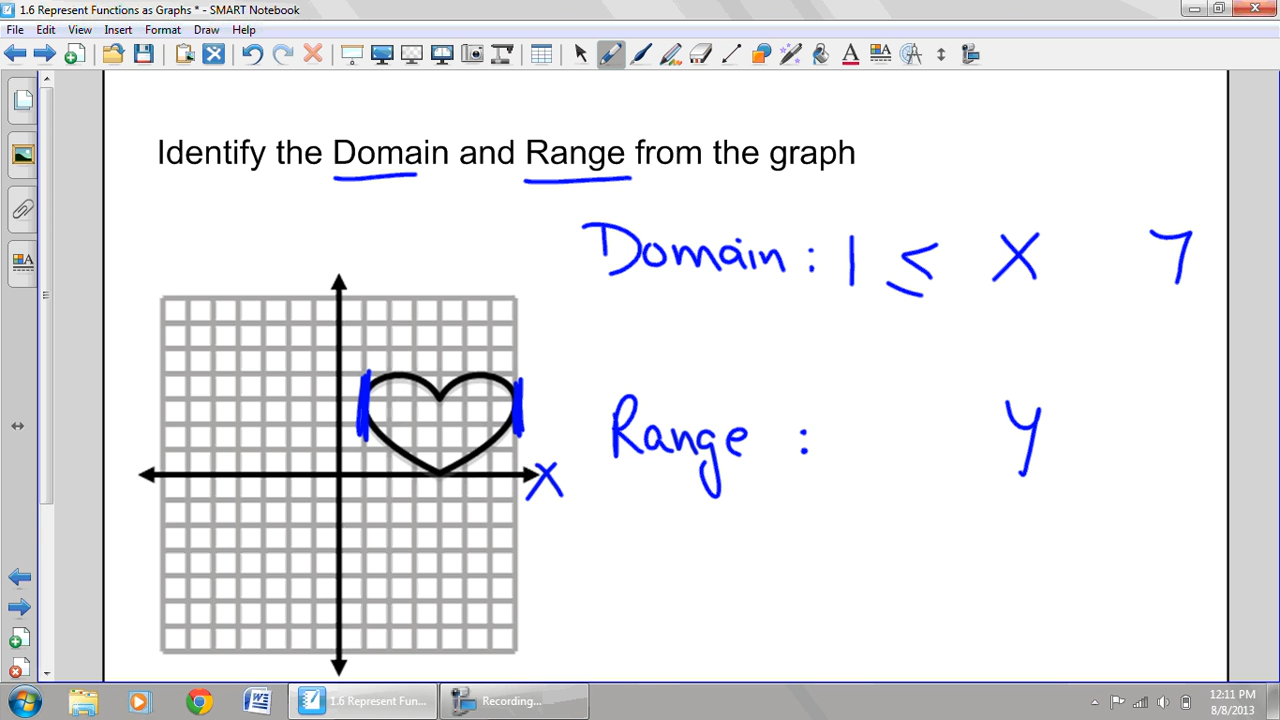 1.6 Represent Functions as Graphs * - SMART Notebook
File Edit View Insert Format Draw Help
Identify the Domain and Range from the graph
Domain : 1 ≤ x 7
Range : y
x
1.6 Represent Fun...
Recording...
12:11 PM
8/8/2013